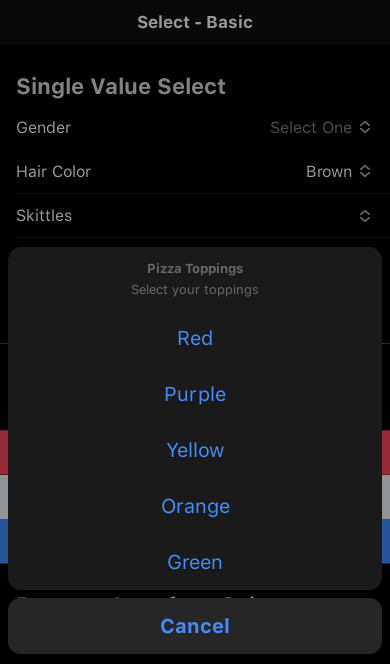 Select - Basic
Single Value Select
Gender Select One
Hair Color Brown
Skittles
Pizza Toppings
Select your toppings
Red
Purple
Yellow
Orange
Green
Cancel